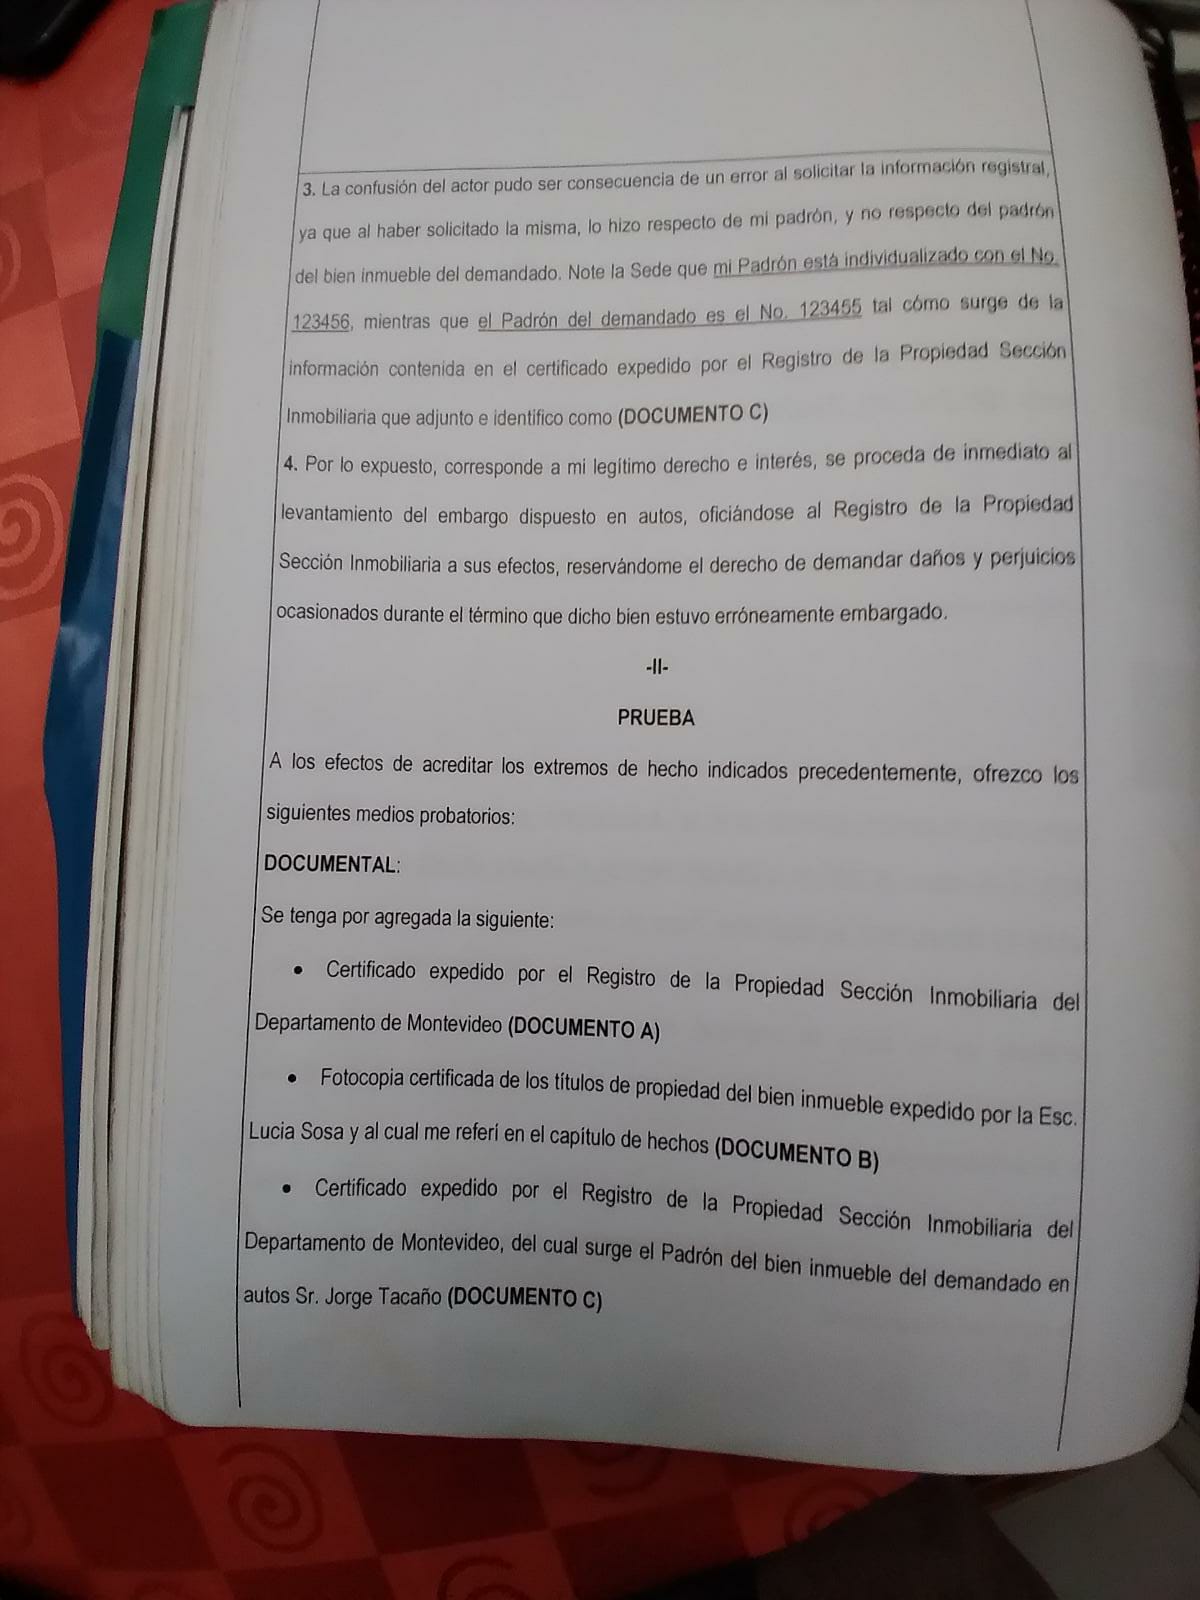 3. La confusión del actor pudo ser consecuencia de un error al solicitar la información registral,
ya que al haber solicitado la misma, lo hizo respecto de mi padrón, y no respecto del padrón
del bien inmueble del demandado. Note la Sede que mi Padrón está individualizado con el No.
123456, mientras que el Padrón del demandado es el No. 123455 tal cómo surge de la
información contenida en el certificado expedido por el Registro de la Propiedad Sección
Inmobiliaria que adjunto e identifico como (DOCUMENTO C)
4. Por lo expuesto, corresponde a mi legítimo derecho e interés, se proceda de inmediato al
levantamiento del embargo dispuesto en autos, oficiándose al Registro de la Propiedad
Sección Inmobiliaria a sus efectos, reservándome el derecho de demandar daños y perjuicios
ocasionados durante el término que dicho bien estuvo erróneamente embargado.
-II-
PRUEBA
A los efectos de acreditar los extremos de hecho indicados precedentemente, ofrezco los
siguientes medios probatorios:
DOCUMENTAL:
Se tenga por agregada la siguiente:
• Certificado expedido por el Registro de la Propiedad Sección Inmobiliaria del
Departamento de Montevideo (DOCUMENTO A)
• Fotocopia certificada de los títulos de propiedad del bien inmueble expedido por la Esc.
Lucia Sosa y al cual me referí en el capítulo de hechos (DOCUMENTO B)
• Certificado expedido por el Registro de la Propiedad Sección Inmobiliaria del
Departamento de Montevideo, del cual surge el Padrón del bien inmueble del demandado en
autos Sr. Jorge Tacaño (DOCUMENTO C)